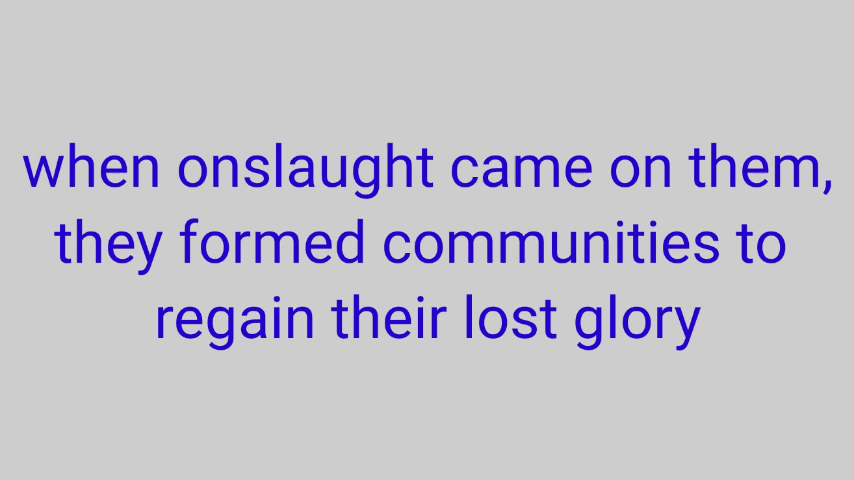 when onslaught came on them,
they formed communities to
regain their lost glory